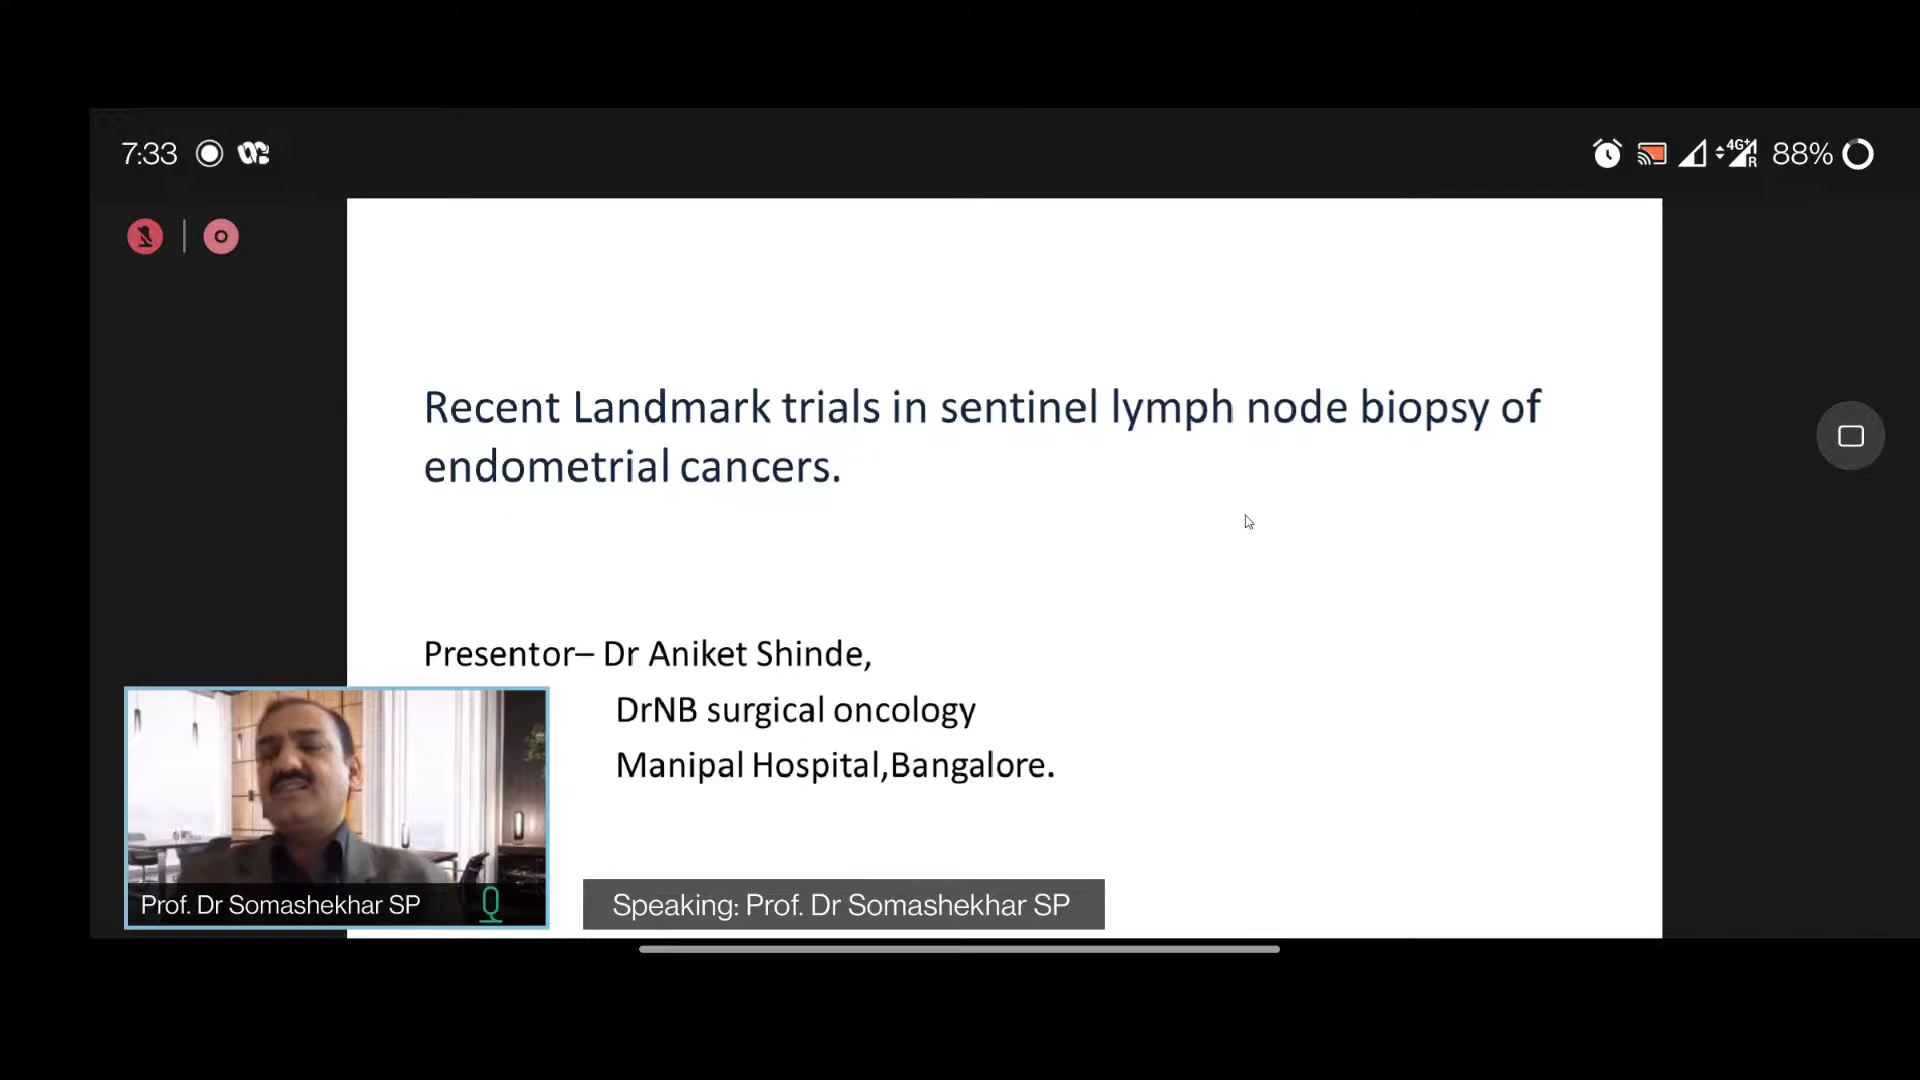 7:33
4G+
R
88%
Recent Landmark trials in sentinel lymph node biopsy of
endometrial cancers.
Presentor– Dr Aniket Shinde,
DrNB surgical oncology
Manipal Hospital,Bangalore.
Prof. Dr Somashekhar SP
Speaking: Prof. Dr Somashekhar SP